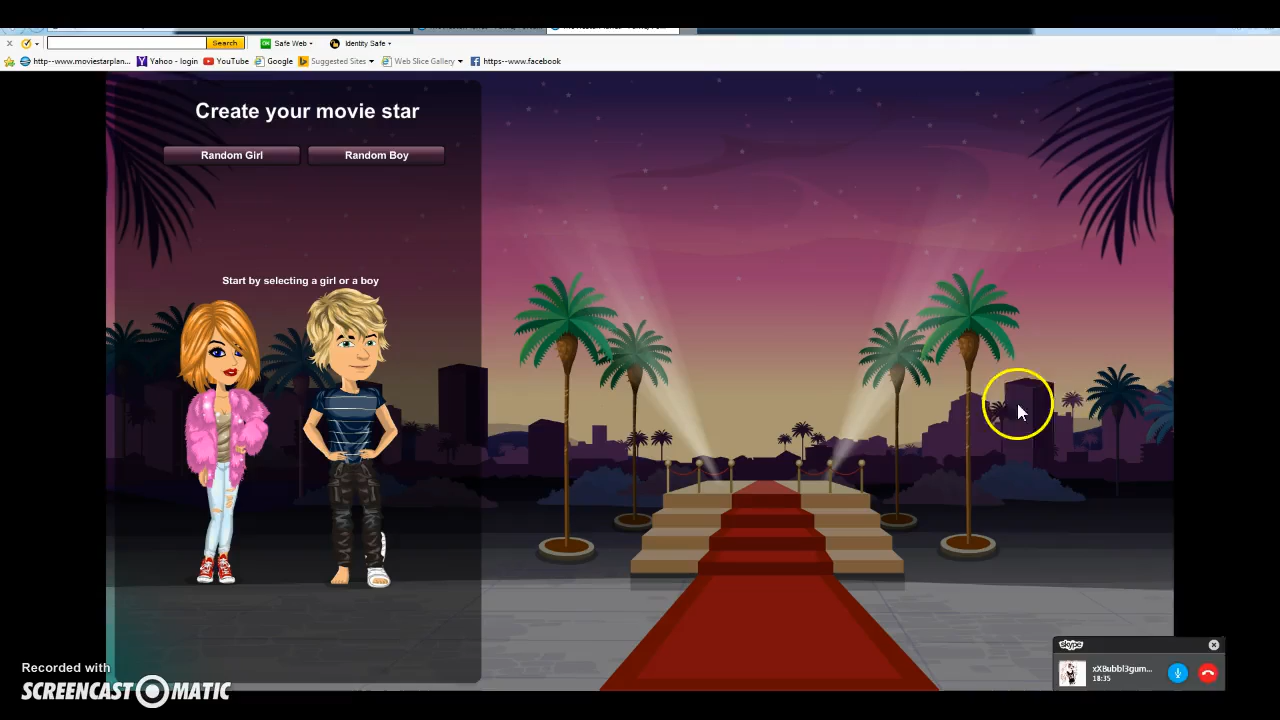 Search
Safe Web
Identity Safe
http--www.moviestarplan...
Yahoo - login
YouTube
Google
Suggested Sites
Web Slice Gallery
https--www.facebook
Create your movie star
Random Girl
Random Boy
Start by selecting a girl or a boy
skype
xXBubbl3gum...
18:35
Recorded with
SCREENCAST-O-MATIC